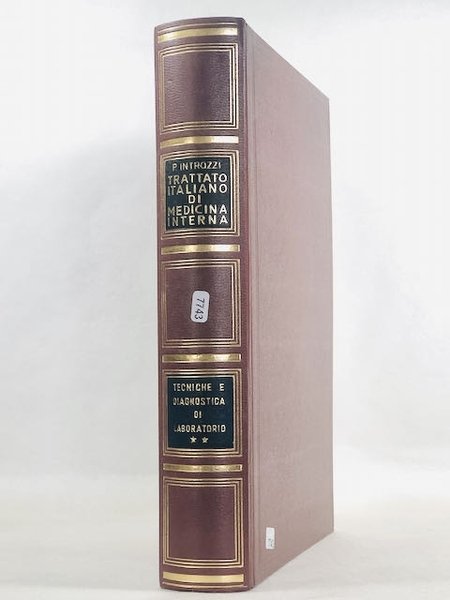 P. INTROZZI
TRATTATO
ITALIANO
DI
MEDICINA
INTERNA
7743
TECNICHE E
DIAGNOSTICA
DI
LABORATORIO
★ ★